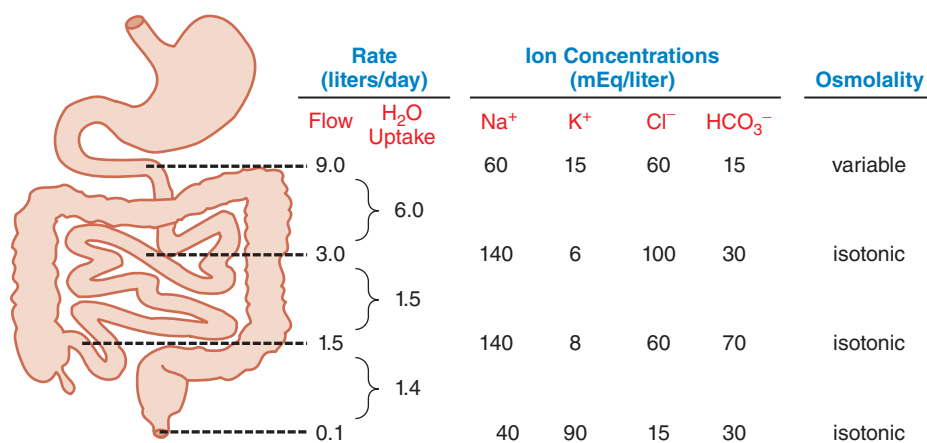 Rate Ion Concentrations
(liters/day) (mEq/liter) Osmolality
Flow H₂O Uptake Na⁺ K⁺ Cl⁻ HCO₃⁻
9.0 60 15 60 15 variable
6.0
3.0 140 6 100 30 isotonic
1.5
1.5 140 8 60 70 isotonic
1.4
0.1 40 90 15 30 isotonic